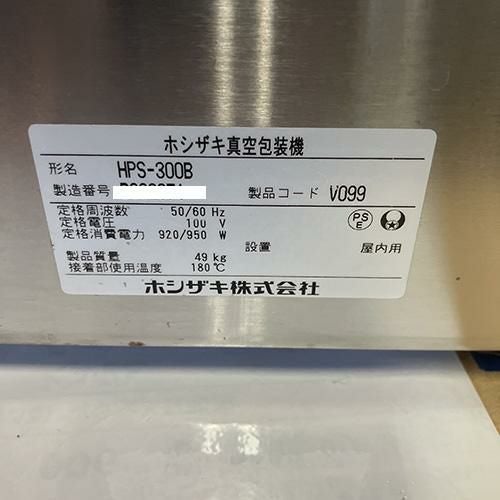 ホシザキ真空包装機
形名 HPS-300B
製造番号 製品コード V099
定格周波数 50/60 Hz
定格電圧 100 V
定格消費電力 920/950 W
PSE
設置 屋内用
製品質量 49 kg
接着部使用温度 180℃
ホシザキ株式会社